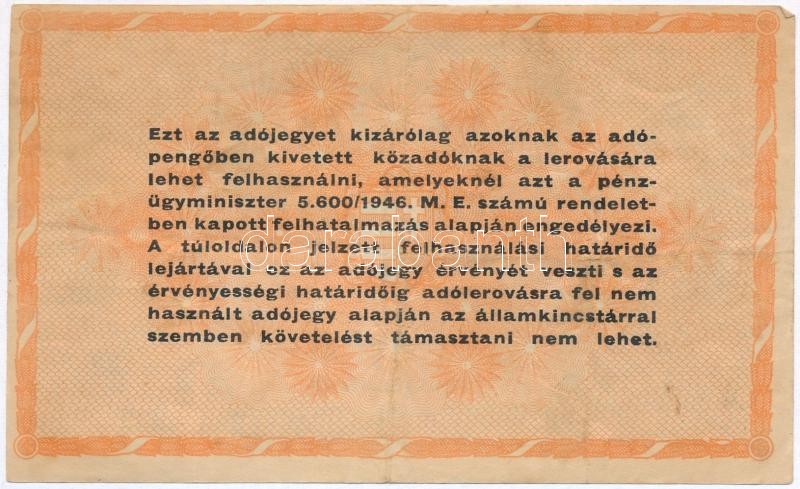 Ezt az adójegyet kizárólag azoknak az adó-
pengőben kivetett közadóknak a lerovására
lehet felhasználni, amelyeknél azt a pénz-
ügyminiszter 5.600/1946. M. E. számú rendelet-
ben kapott felhatalmazás alapján engedélyezi.
A túloldalon jelzett felhasználási határidő
lejártával ez az adójegy érvényét veszti s az
érvényességi határidőig adólerovásra fel nem
használt adójegy alapján az államkincstárral
szemben követelést támasztani nem lehet.
darabanth